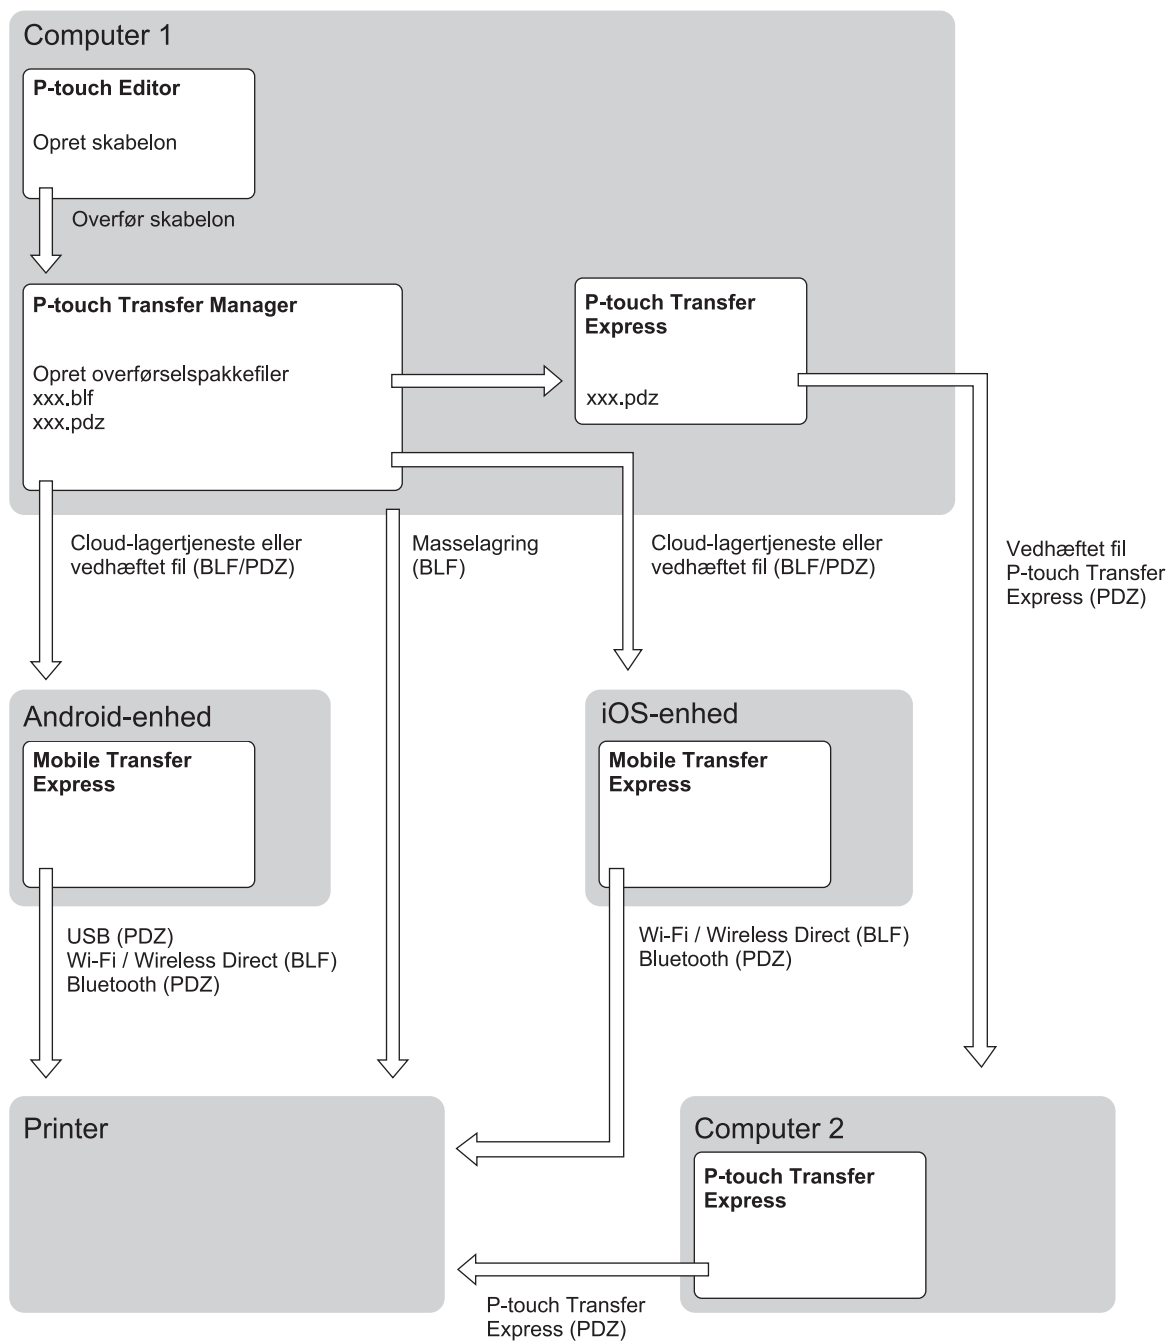 Computer 1
P-touch Editor
Opret skabelon
Overfør skabelon
P-touch Transfer Manager
Opret overførselspakkefiler
xxx.blf
xxx.pdz
P-touch Transfer
Express
xxx.pdz
Cloud-lagertjeneste eller
vedhæftet fil (BLF/PDZ)
Masselagring
(BLF)
Cloud-lagertjeneste eller
vedhæftet fil (BLF/PDZ)
Vedhæftet fil
P-touch Transfer
Express (PDZ)
Android-enhed
Mobile Transfer
Express
iOS-enhed
Mobile Transfer
Express
USB (PDZ)
Wi-Fi / Wireless Direct (BLF)
Bluetooth (PDZ)
Wi-Fi / Wireless Direct (BLF)
Bluetooth (PDZ)
Printer
Computer 2
P-touch Transfer
Express
P-touch Transfer
Express (PDZ)